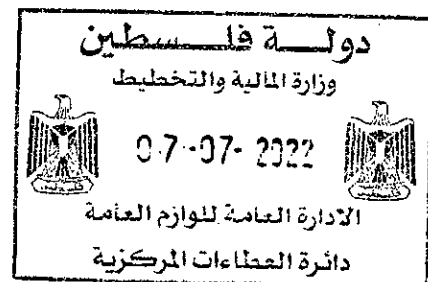 دولة فلسطين
وزارة المالية والتخطيط
07-07-2022
الادارة العامة للوازم العامة
دائرة العطاءات المركزية